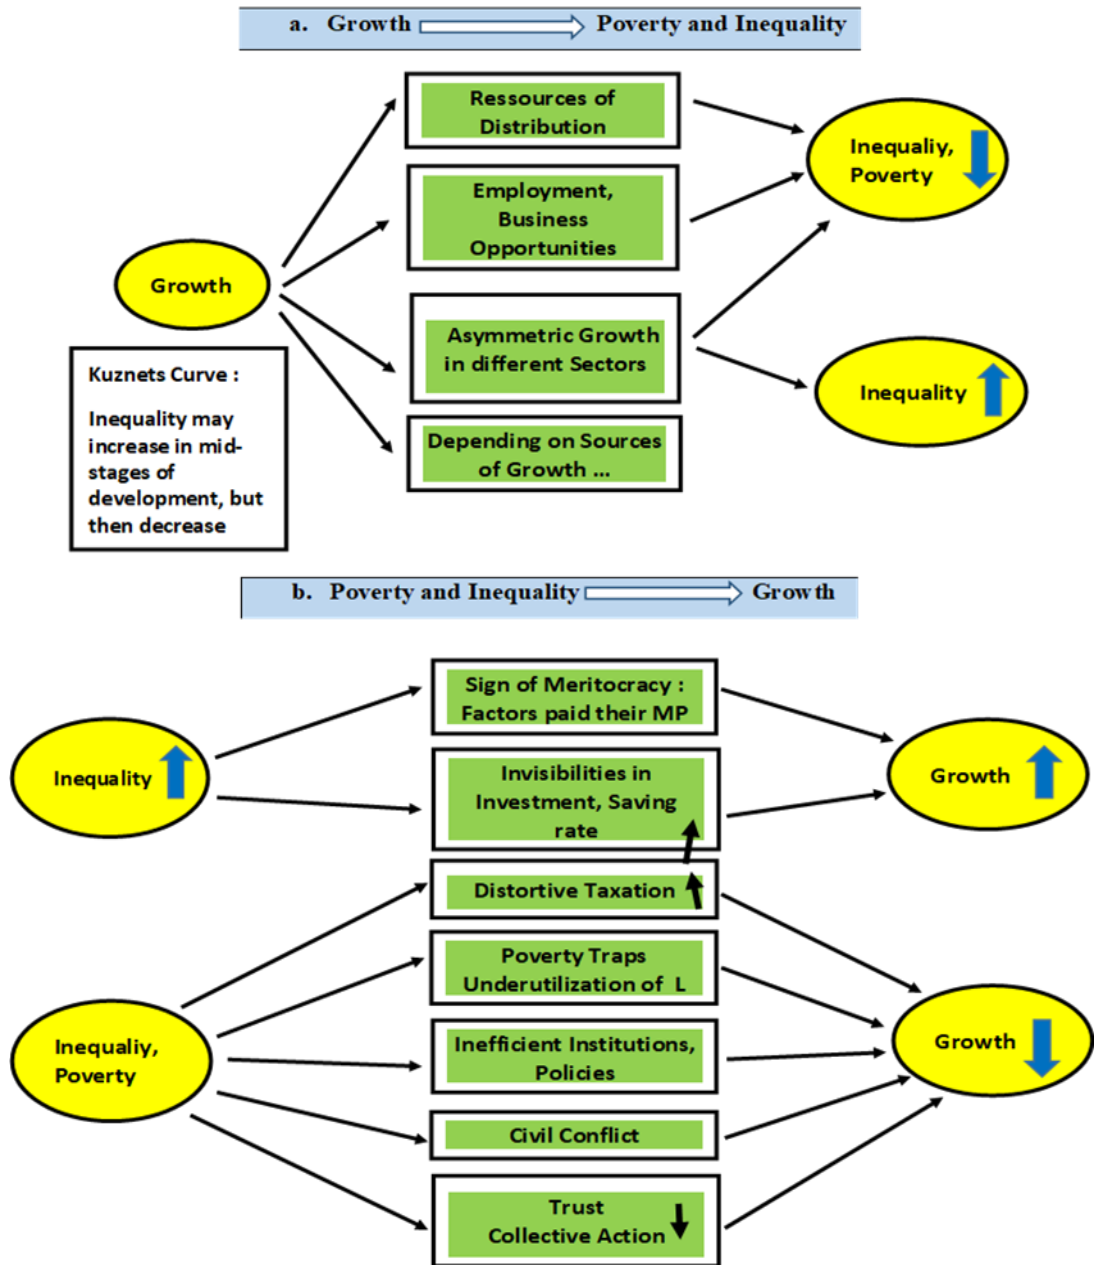 a. Growth Poverty and Inequality
Ressources of
Distribution
Employment,
Business
Opportunities
Asymmetric Growth
in different Sectors
Depending on Sources
of Growth ...
Growth
Inequaliy,
Poverty
Inequality
Kuznets Curve :
Inequality may
increase in mid-
stages of
development, but
then decrease
b. Poverty and Inequality Growth
Inequality
Sign of Meritocracy :
Factors paid their MP
Invisibilities in
Investment, Saving
rate
Growth
Distortive Taxation
Poverty Traps
Underutilization of L
Inequaliy,
Poverty
Inefficient Institutions,
Policies
Growth
Civil Conflict
Trust
Collective Action